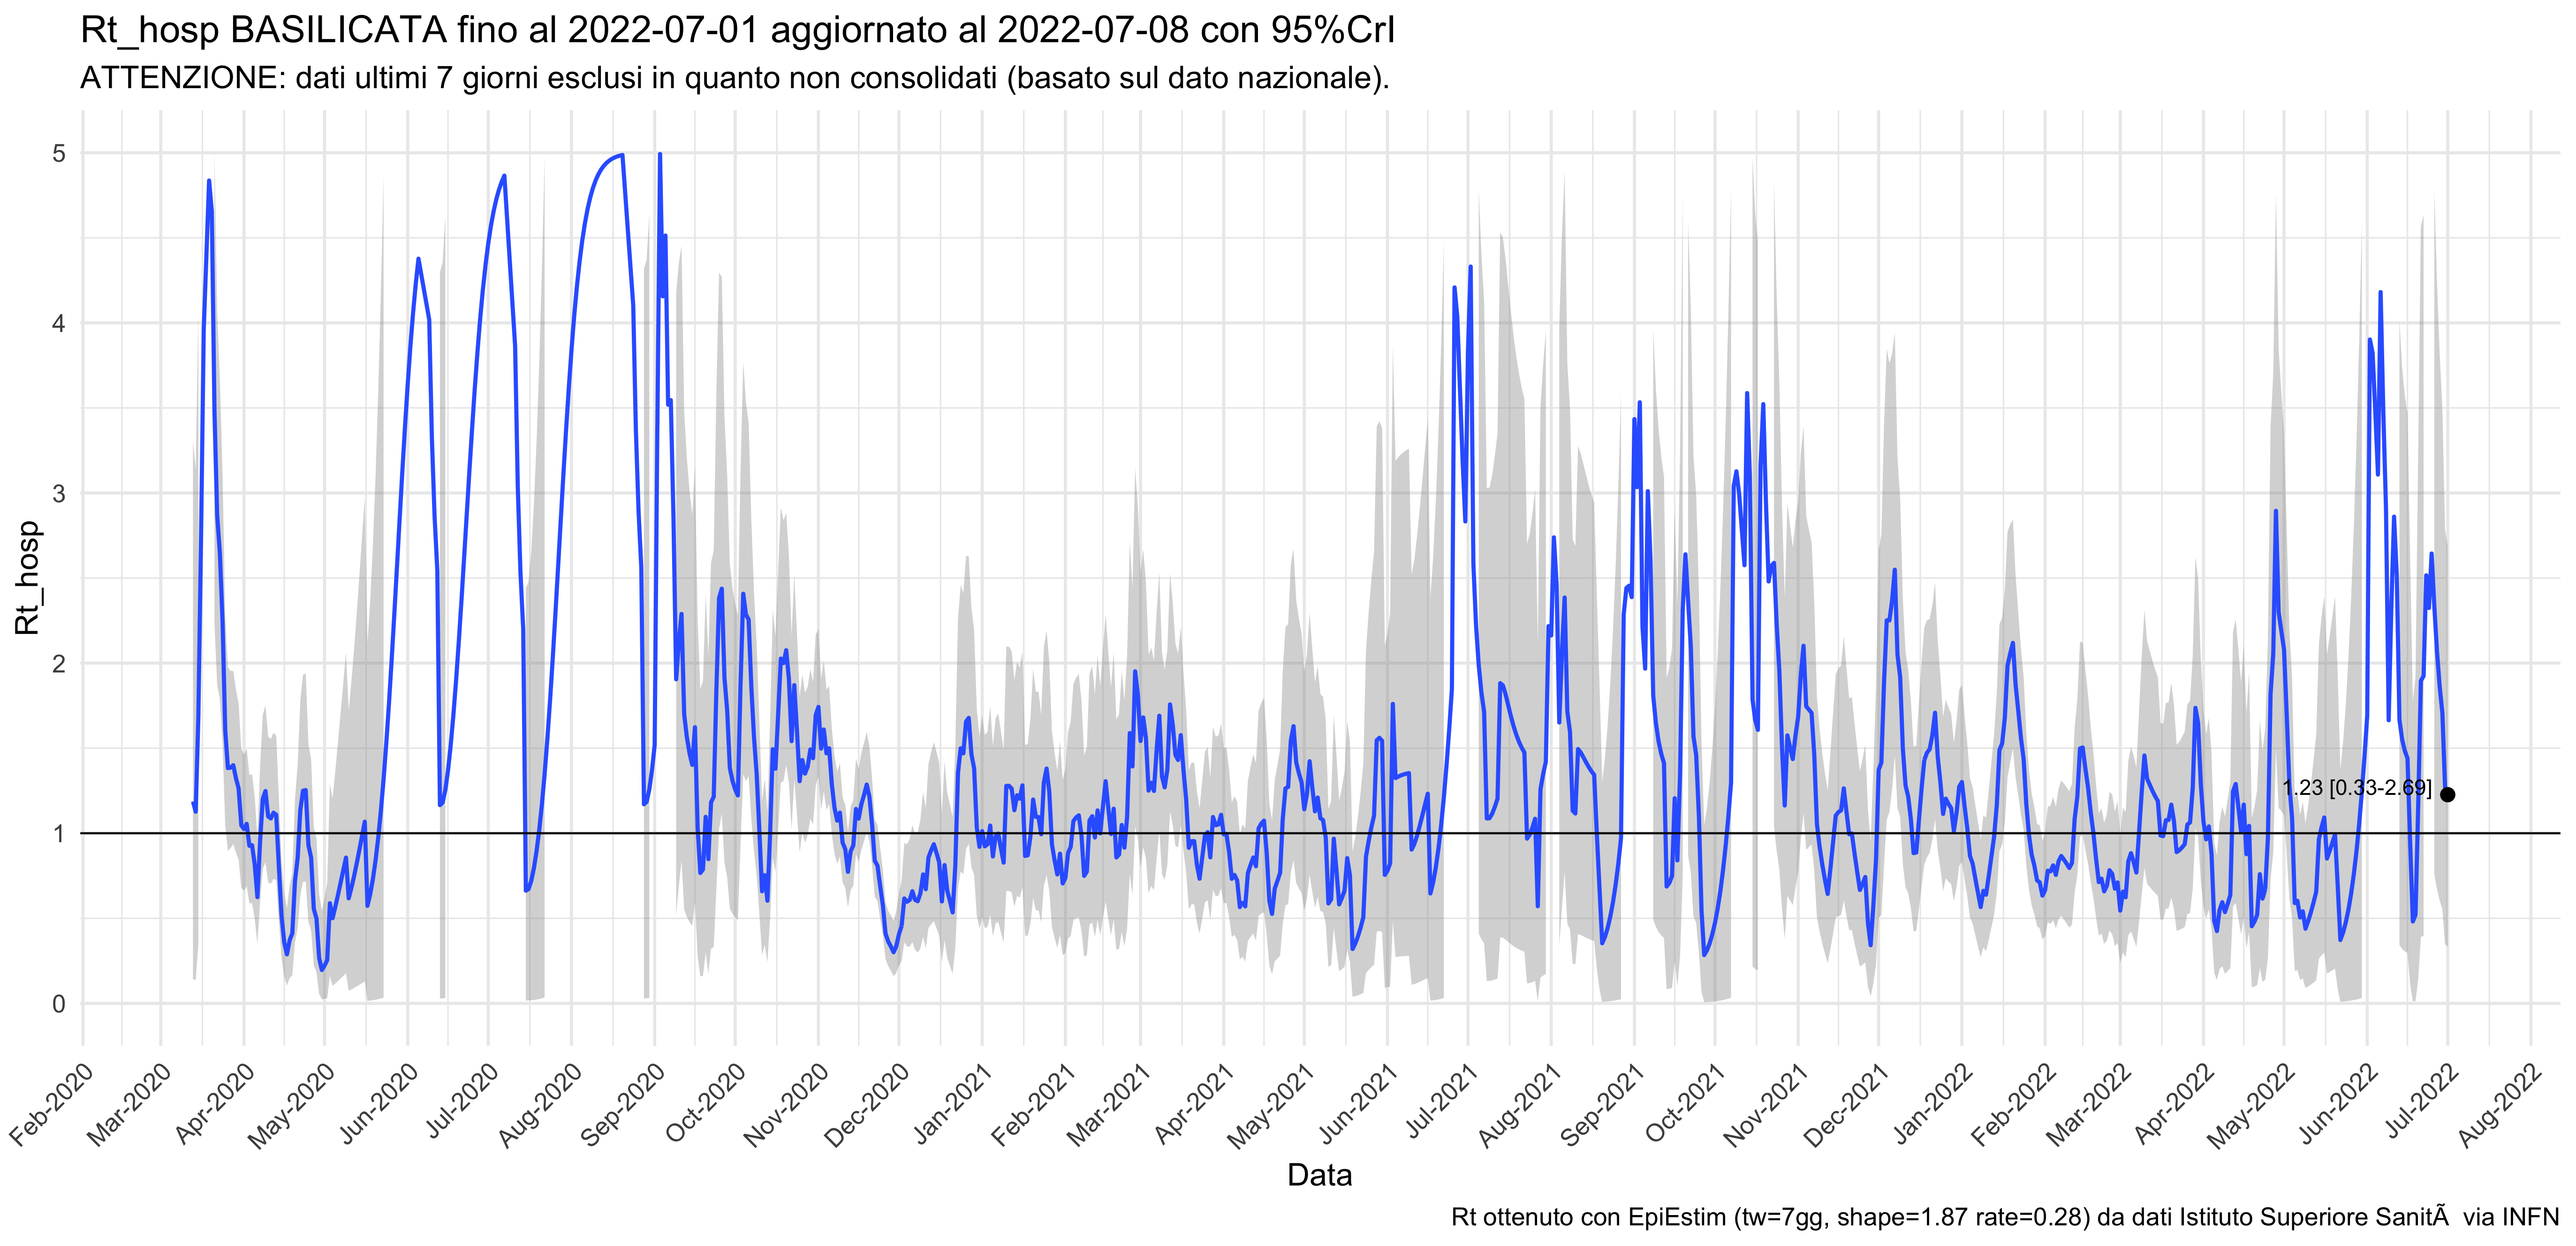 Rt_hosp BASILICATA fino al 2022-07-01 aggiornato al 2022-07-08 con 95%CrI
ATTENZIONE: dati ultimi 7 giorni esclusi in quanto non consolidati (basato sul dato nazionale).
5
4
3
2
1
0
Rt_hosp
1.23 [0.33-2.69]
Feb-2020
Mar-2020
Apr-2020
May-2020
Jun-2020
Jul-2020
Aug-2020
Sep-2020
Oct-2020
Nov-2020
Dec-2020
Jan-2021
Feb-2021
Mar-2021
Apr-2021
May-2021
Jun-2021
Jul-2021
Aug-2021
Sep-2021
Oct-2021
Nov-2021
Dec-2021
Jan-2022
Feb-2022
Mar-2022
Apr-2022
May-2022
Jun-2022
Jul-2022
Aug-2022
Data
Rt ottenuto con EpiEstim (tw=7gg, shape=1.87 rate=0.28) da dati Istituto Superiore SanitÃ  via INFN